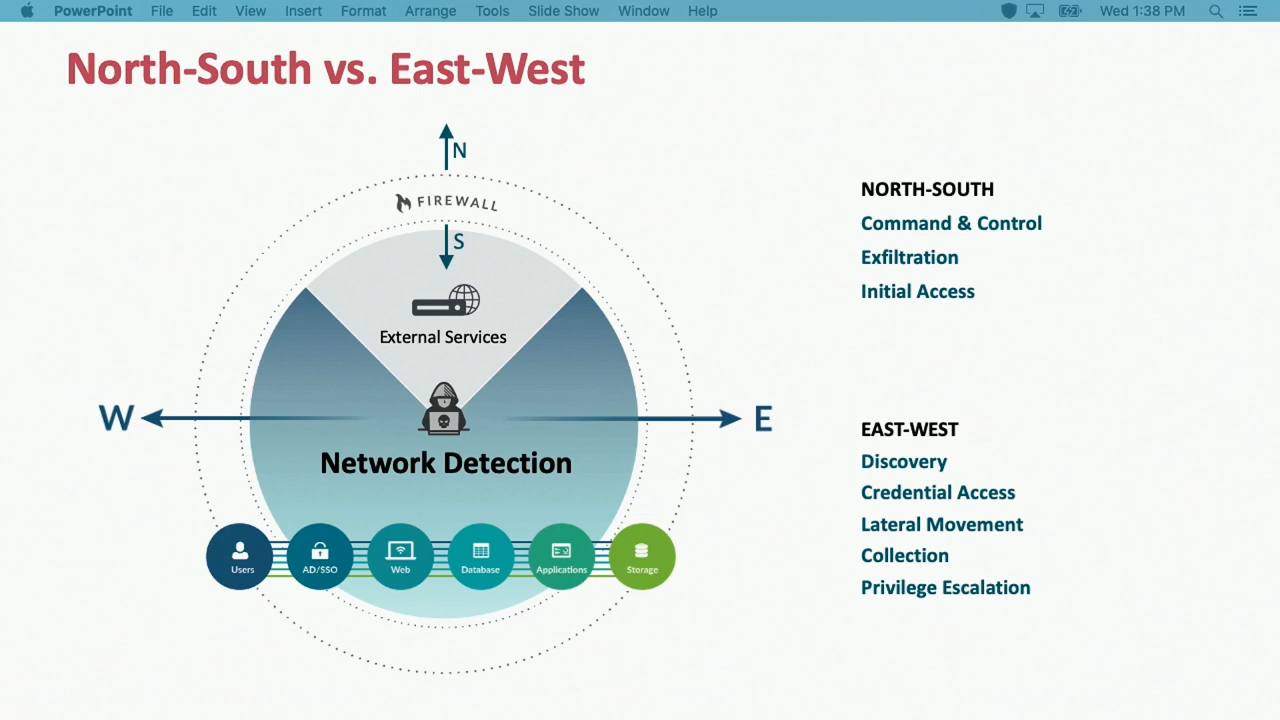 PowerPoint File Edit View Insert Format Arrange Tools Slide Show Window Help Wed 1:38 PM
North-South vs. East-West
N
FIREWALL
S
External Services
W
E
Network Detection
Users
AD/SSO
Web
Database
Applications
Storage
NORTH-SOUTH
Command & Control
Exfiltration
Initial Access
EAST-WEST
Discovery
Credential Access
Lateral Movement
Collection
Privilege Escalation